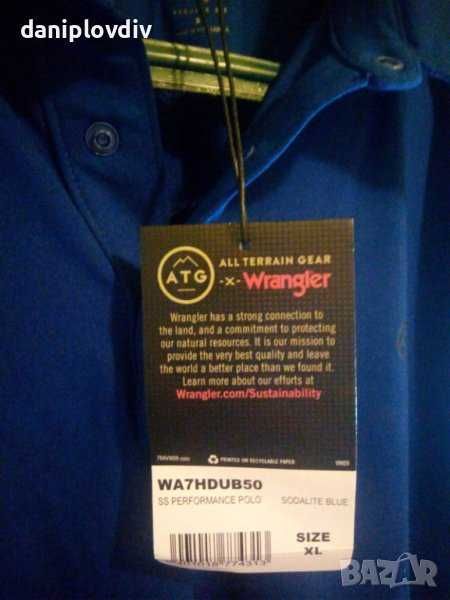 daniplovdiv
ATG
ALL TERRAIN GEAR
-x- Wrangler
Wrangler has a strong connection to
the land, and a commitment to protecting
our natural resources. It is our mission to
provide the very best quality and leave
the world a better place than we found it.
Learn more about our efforts at
Wrangler.com/Sustainability
PRINTED ON RECYCLABLE PAPER
WA7HDUB50
SS PERFORMANCE POLO SODALITE BLUE
SIZE
XL
bazar